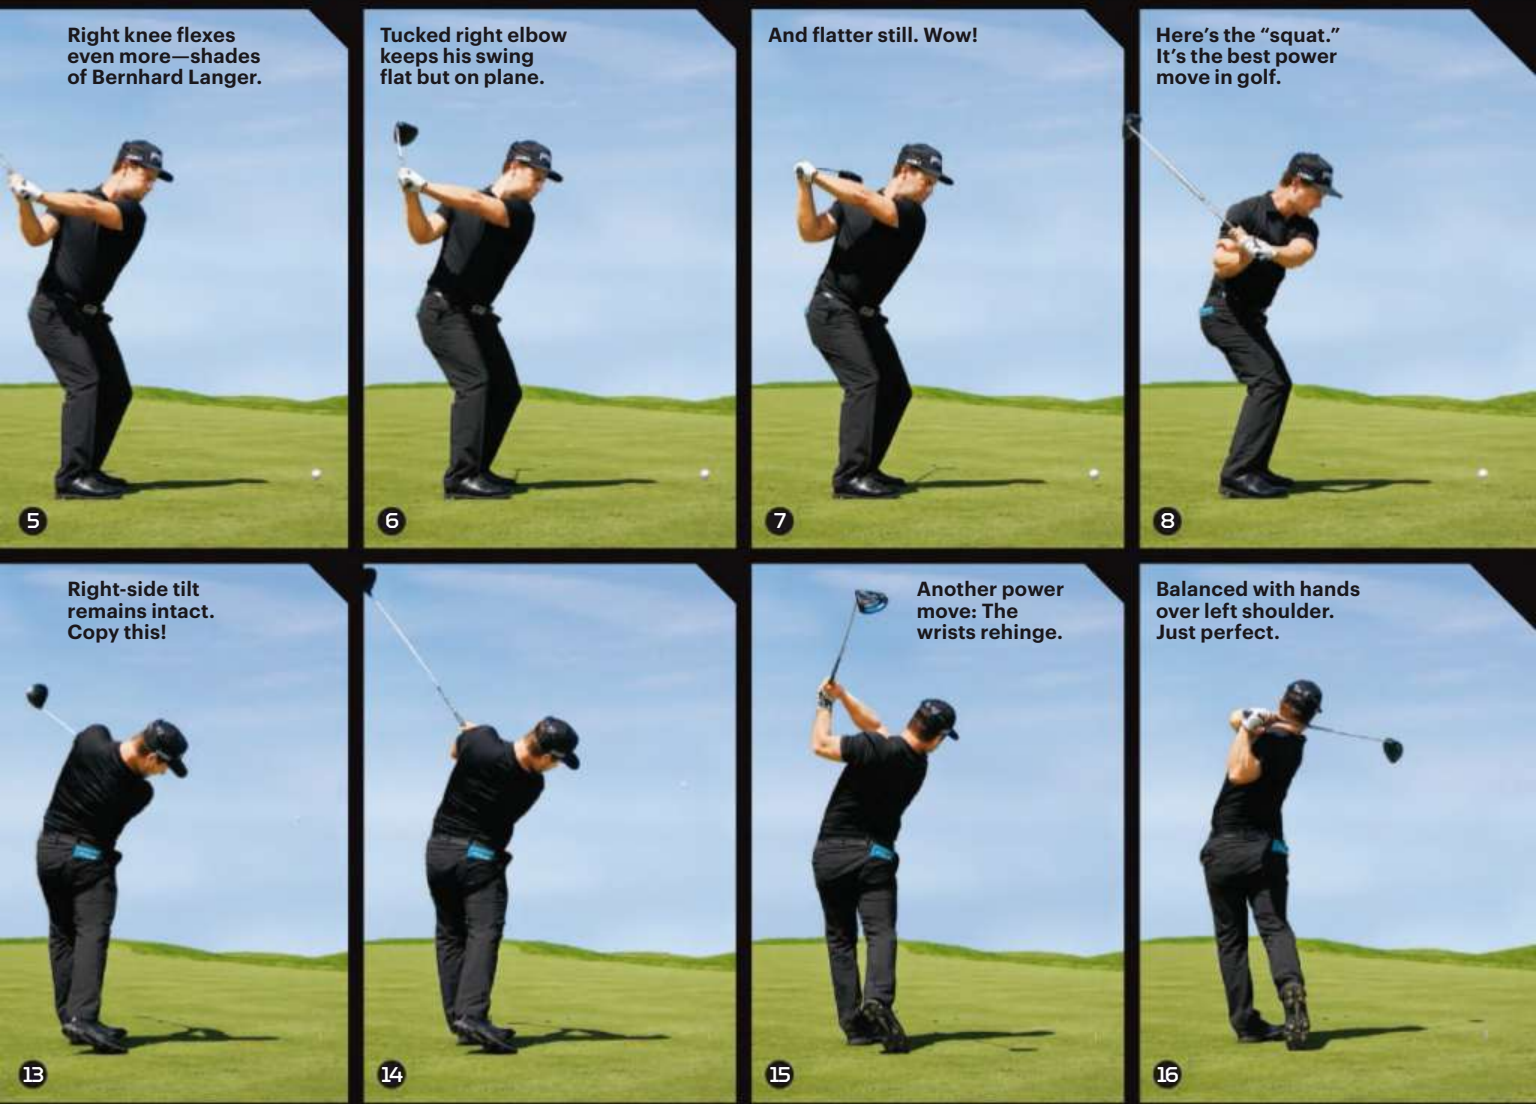 Right knee flexes
even more—shades
of Bernhard Langer.
5
Tucked right elbow
keeps his swing
flat but on plane.
6
And flatter still. Wow!
7
Here's the “squat.”
It's the best power
move in golf.
8
Right-side tilt
remains intact.
Copy this!
13
14
Another power
move: The
wrists rehinge.
15
Balanced with hands
over left shoulder.
Just perfect.
16